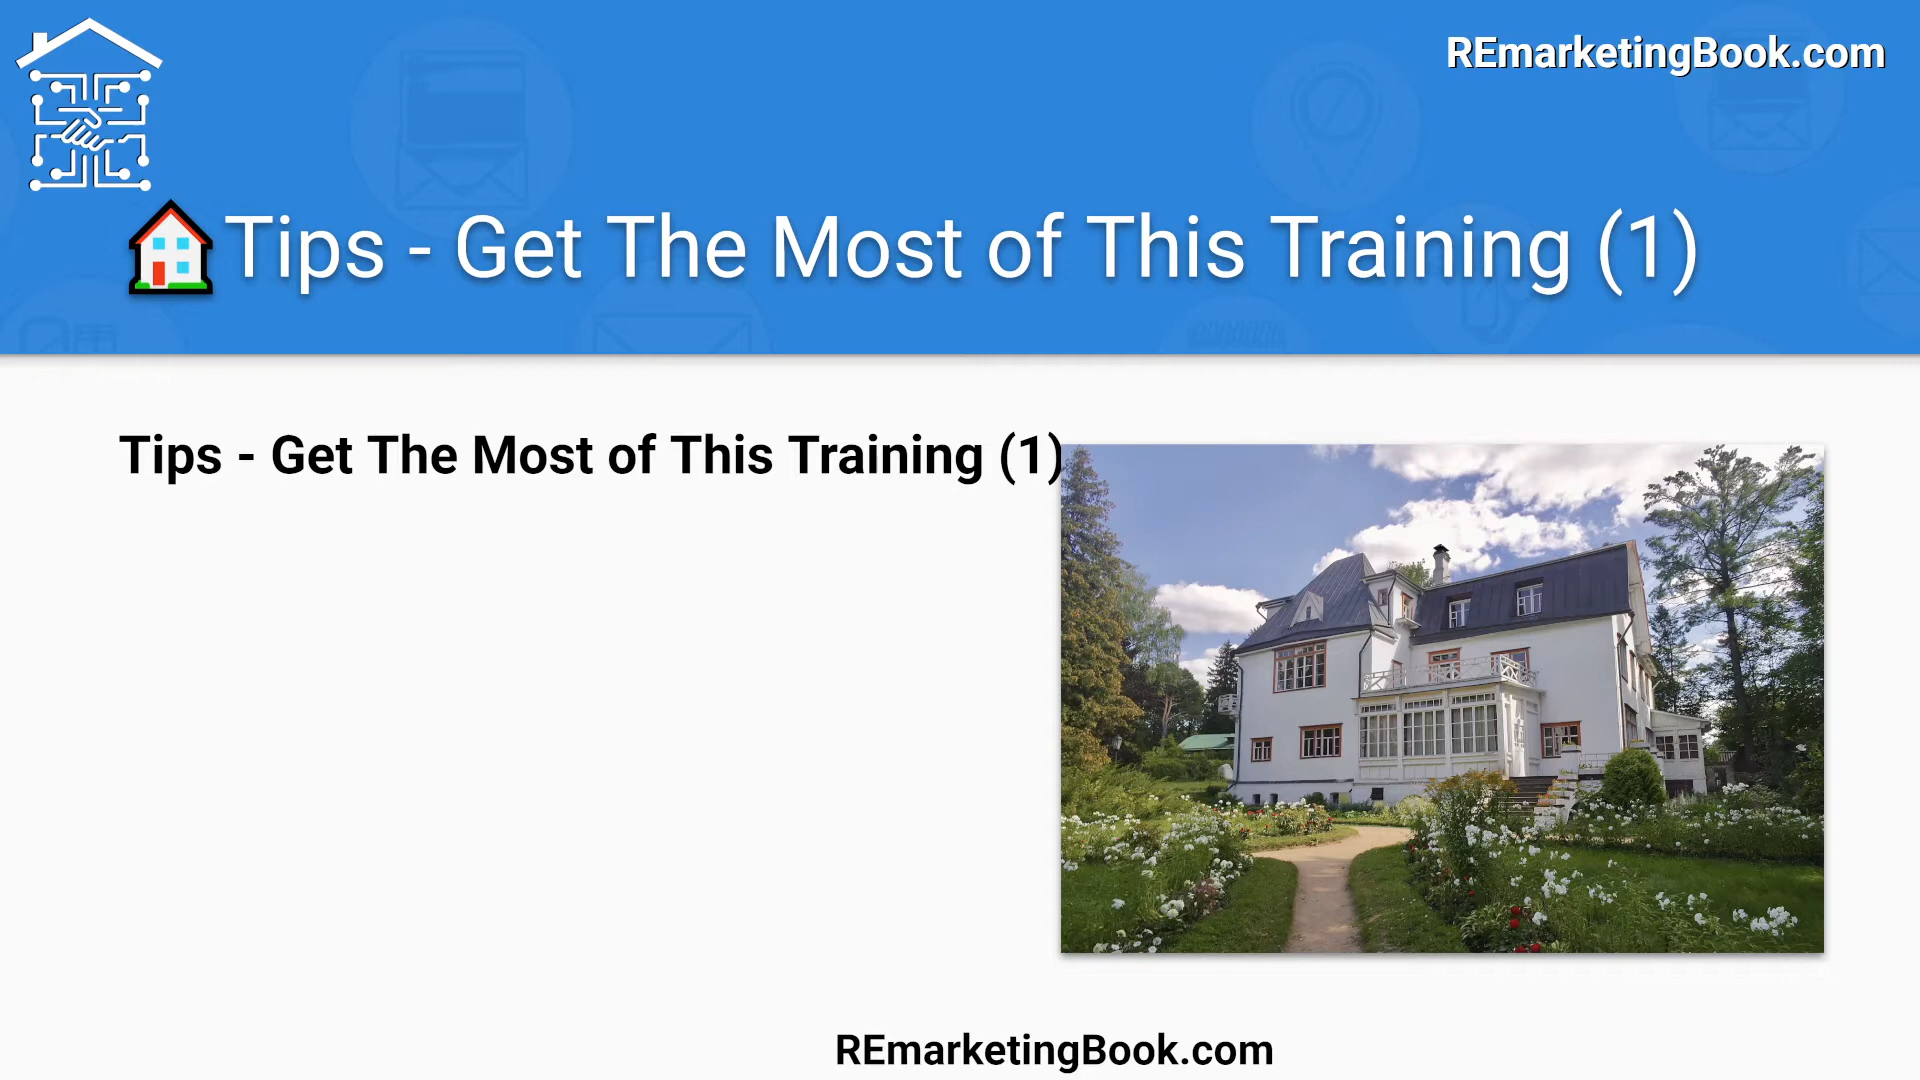 REmarketingBook.com
Tips - Get The Most of This Training (1)
Tips - Get The Most of This Training (1)
REmarketingBook.com